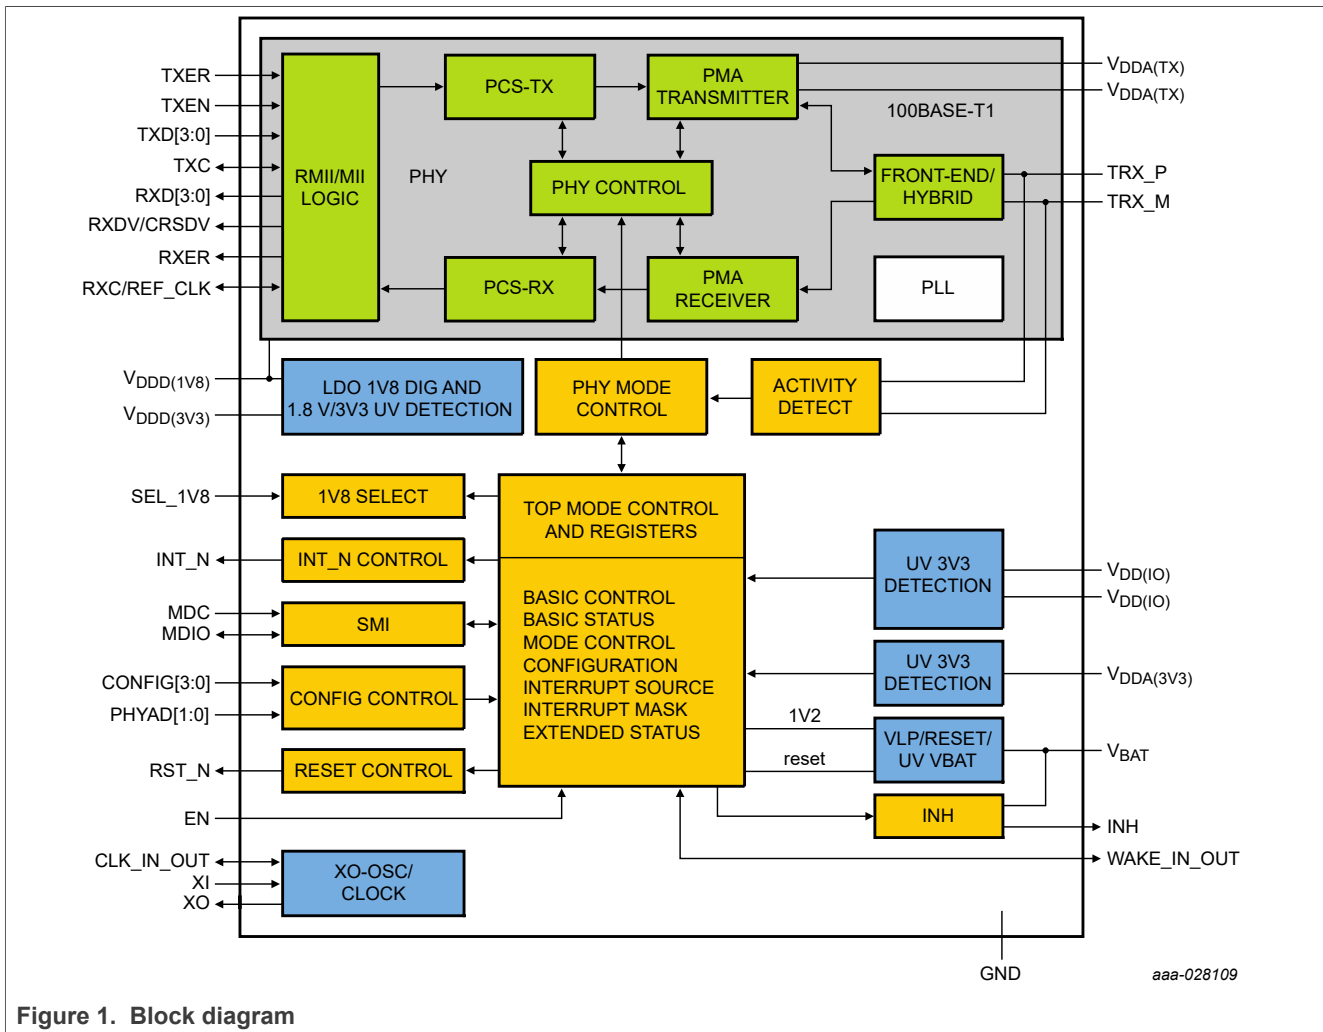 TXER
TXEN
TXD[3:0]
TXC
RXD[3:0]
RXDV/CRSDV
RXER
RXC/REF_CLK
RMII/MII
LOGIC
PHY
PCS-TX
PMA
TRANSMITTER
100BASE-T1
PHY CONTROL
FRONT-END/
HYBRID
PCS-RX
PMA
RECEIVER
PLL
VDDA(TX)
VDDA(TX)
TRX_P
TRX_M
VDDD(1V8)
VDDD(3V3)
LDO 1V8 DIG AND
1.8 V/3V3 UV DETECTION
PHY MODE
CONTROL
ACTIVITY
DETECT
SEL_1V8
1V8 SELECT
INT_N
INT_N CONTROL
MDC
MDIO
SMI
CONFIG[3:0]
PHYAD[1:0]
CONFIG CONTROL
RST_N
RESET CONTROL
EN
CLK_IN_OUT
XI
XO
XO-OSC/
CLOCK
TOP MODE CONTROL
AND REGISTERS
BASIC CONTROL
BASIC STATUS
MODE CONTROL
CONFIGURATION
INTERRUPT SOURCE
INTERRUPT MASK
EXTENDED STATUS
UV 3V3
DETECTION
VDD(IO)
VDD(IO)
UV 3V3
DETECTION
VDDA(3V3)
1V2
reset
VLP/RESET/
UV VBAT
VBAT
INH
INH
WAKE_IN_OUT
GND
aaa-028109
Figure 1. Block diagram